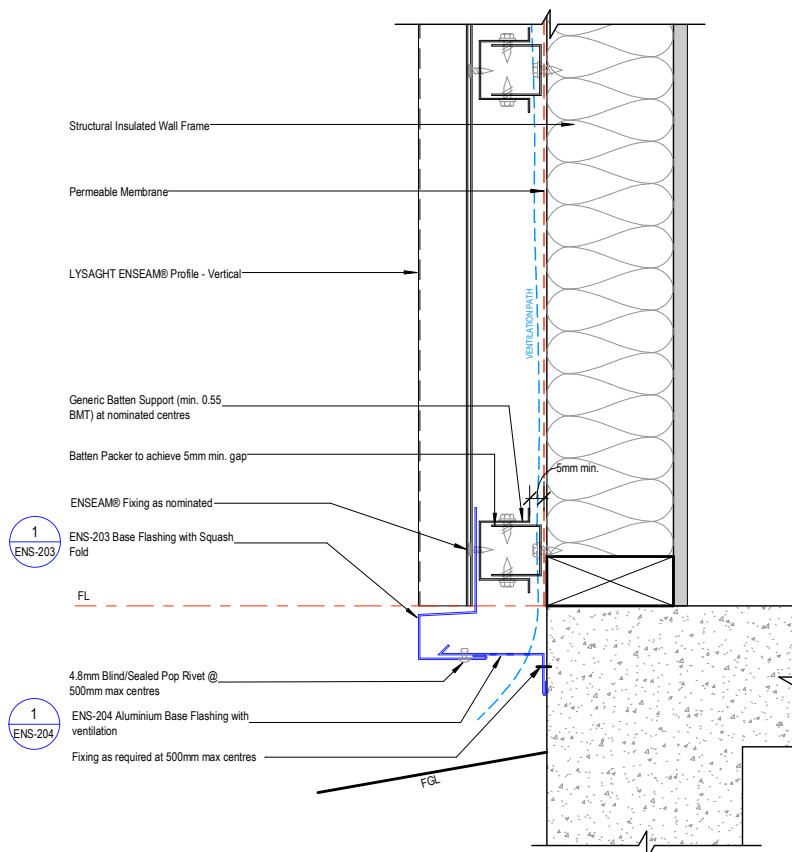 Structural Insulated Wall Frame
Permeable Membrane
LYSAGHT ENSEAM® Profile - Vertical
VENTILATION PATH
Generic Batten Support (min. 0.55
BMT) at nominated centres
Batten Packer to achieve 5mm min. gap
5mm min.
ENSEAM® Fixing as nominated
1
ENS-203
ENS-203 Base Flashing with Squash
Fold
FL
4.8mm Blind/Sealed Pop Rivet @
500mm max centres
1
ENS-204
ENS-204 Aluminium Base Flashing with
ventilation
Fixing as required at 500mm max centres
FGL